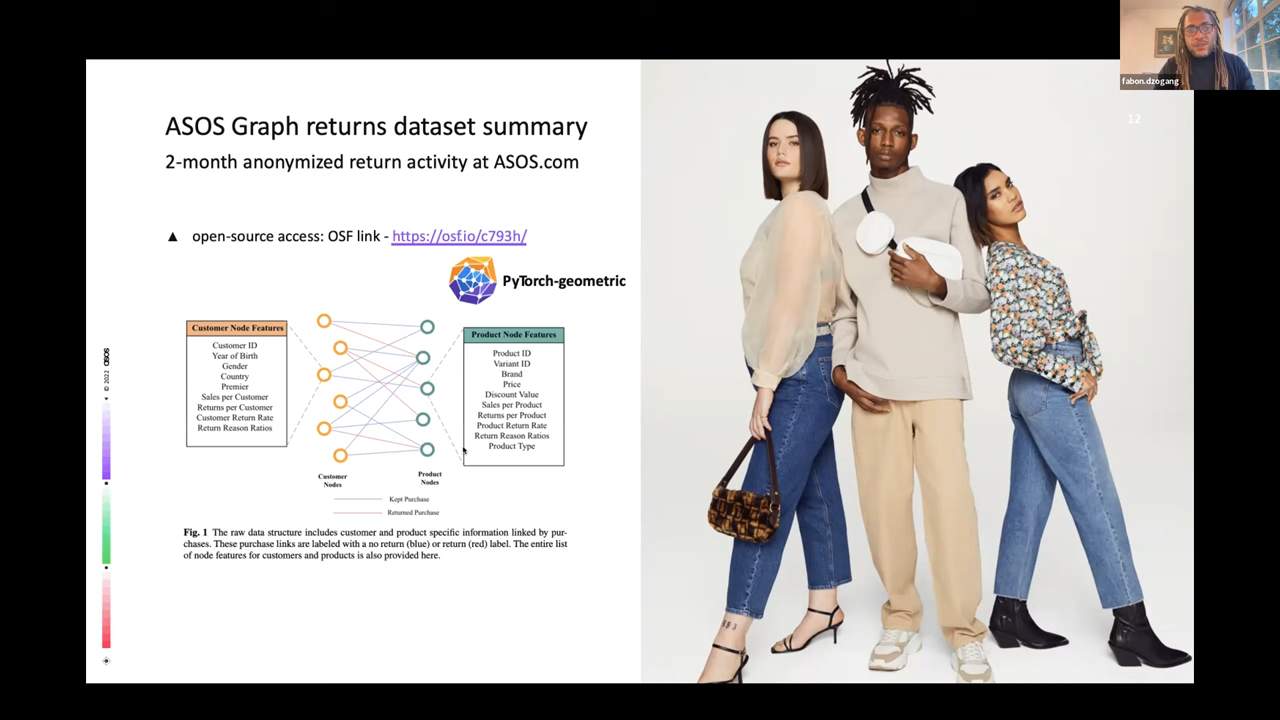 fabon.dzogang
12
ASOS Graph returns dataset summary
2-month anonymized return activity at ASOS.com
▲ open-source access: OSF link - https://osf.io/c793h/
PyTorch-geometric
Customer Node Features
Customer ID
Year of Birth
Gender
Country
Premier
Sales per Customer
Returns per Customer
Customer Return Rate
Return Reason Ratios
Product Node Features
Product ID
Variant ID
Brand
Price
Discount Value
Sales per Product
Returns per Product
Product Return Rate
Return Reason Ratios
Product Type
Customer
Nodes
Product
Nodes
Kept Purchase
Returned Purchase
Fig. 1 The raw data structure includes customer and product specific information linked by pur-
chases. These purchase links are labeled with a no return (blue) or return (red) label. The entire list
of node features for customers and products is also provided here.
© 2022 asos